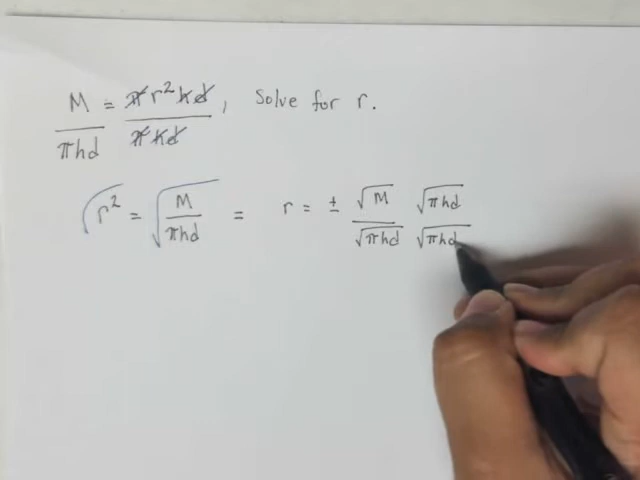 M = πr²hd, Solve for r.
πhd πhd
√r² = √M/πhd = r = ± √M/√πhd √πhd/√πhd